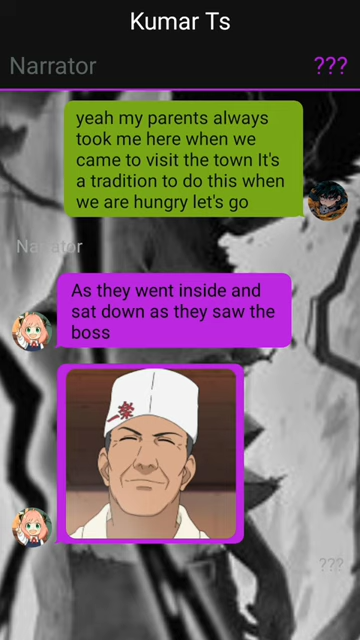 Kumar Ts
Narrator
???
yeah my parents always
took me here when we
came to visit the town It's
a tradition to do this when
we are hungry let's go
Narrator
As they went inside and
sat down as they saw the
boss
一楽
???